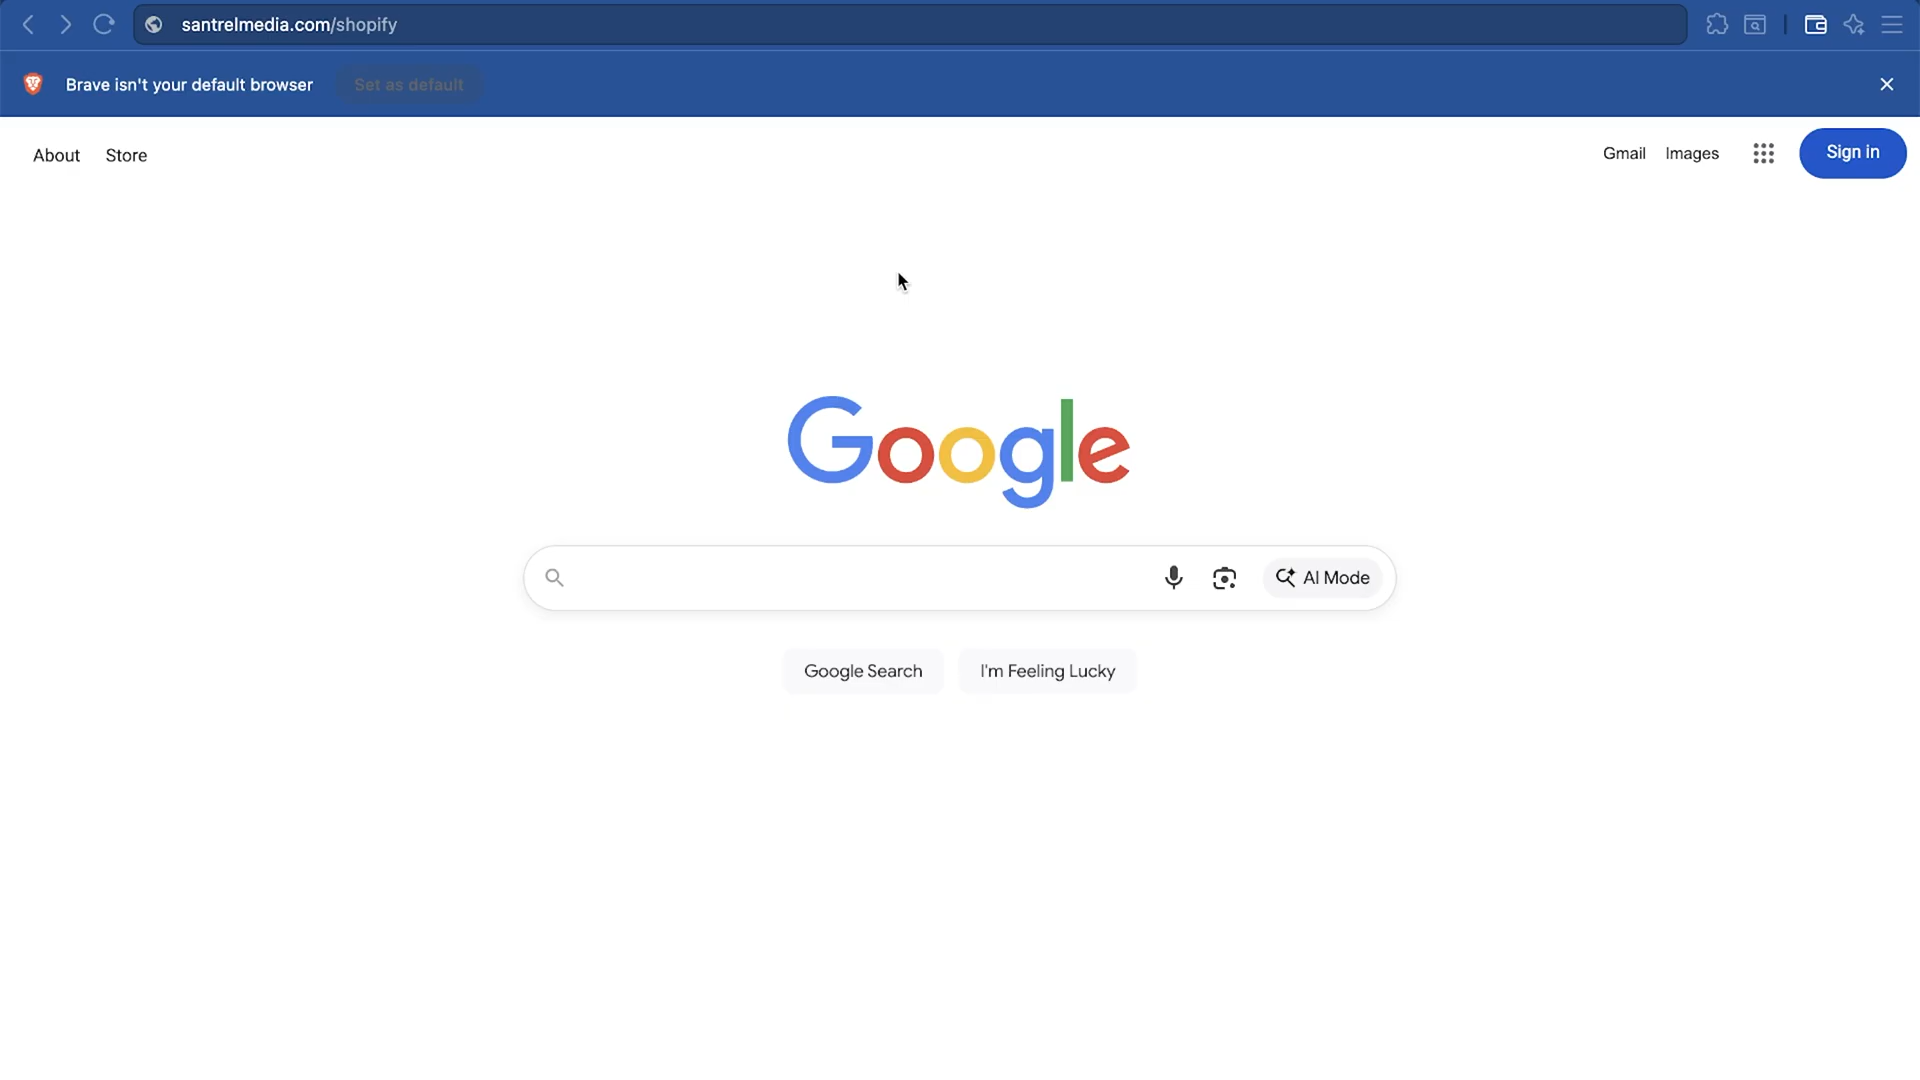 santrelmedia.com/shopify
Brave isn't your default browser Set as default
About Store Gmail Images Sign in
Google
AI Mode
Google Search I'm Feeling Lucky